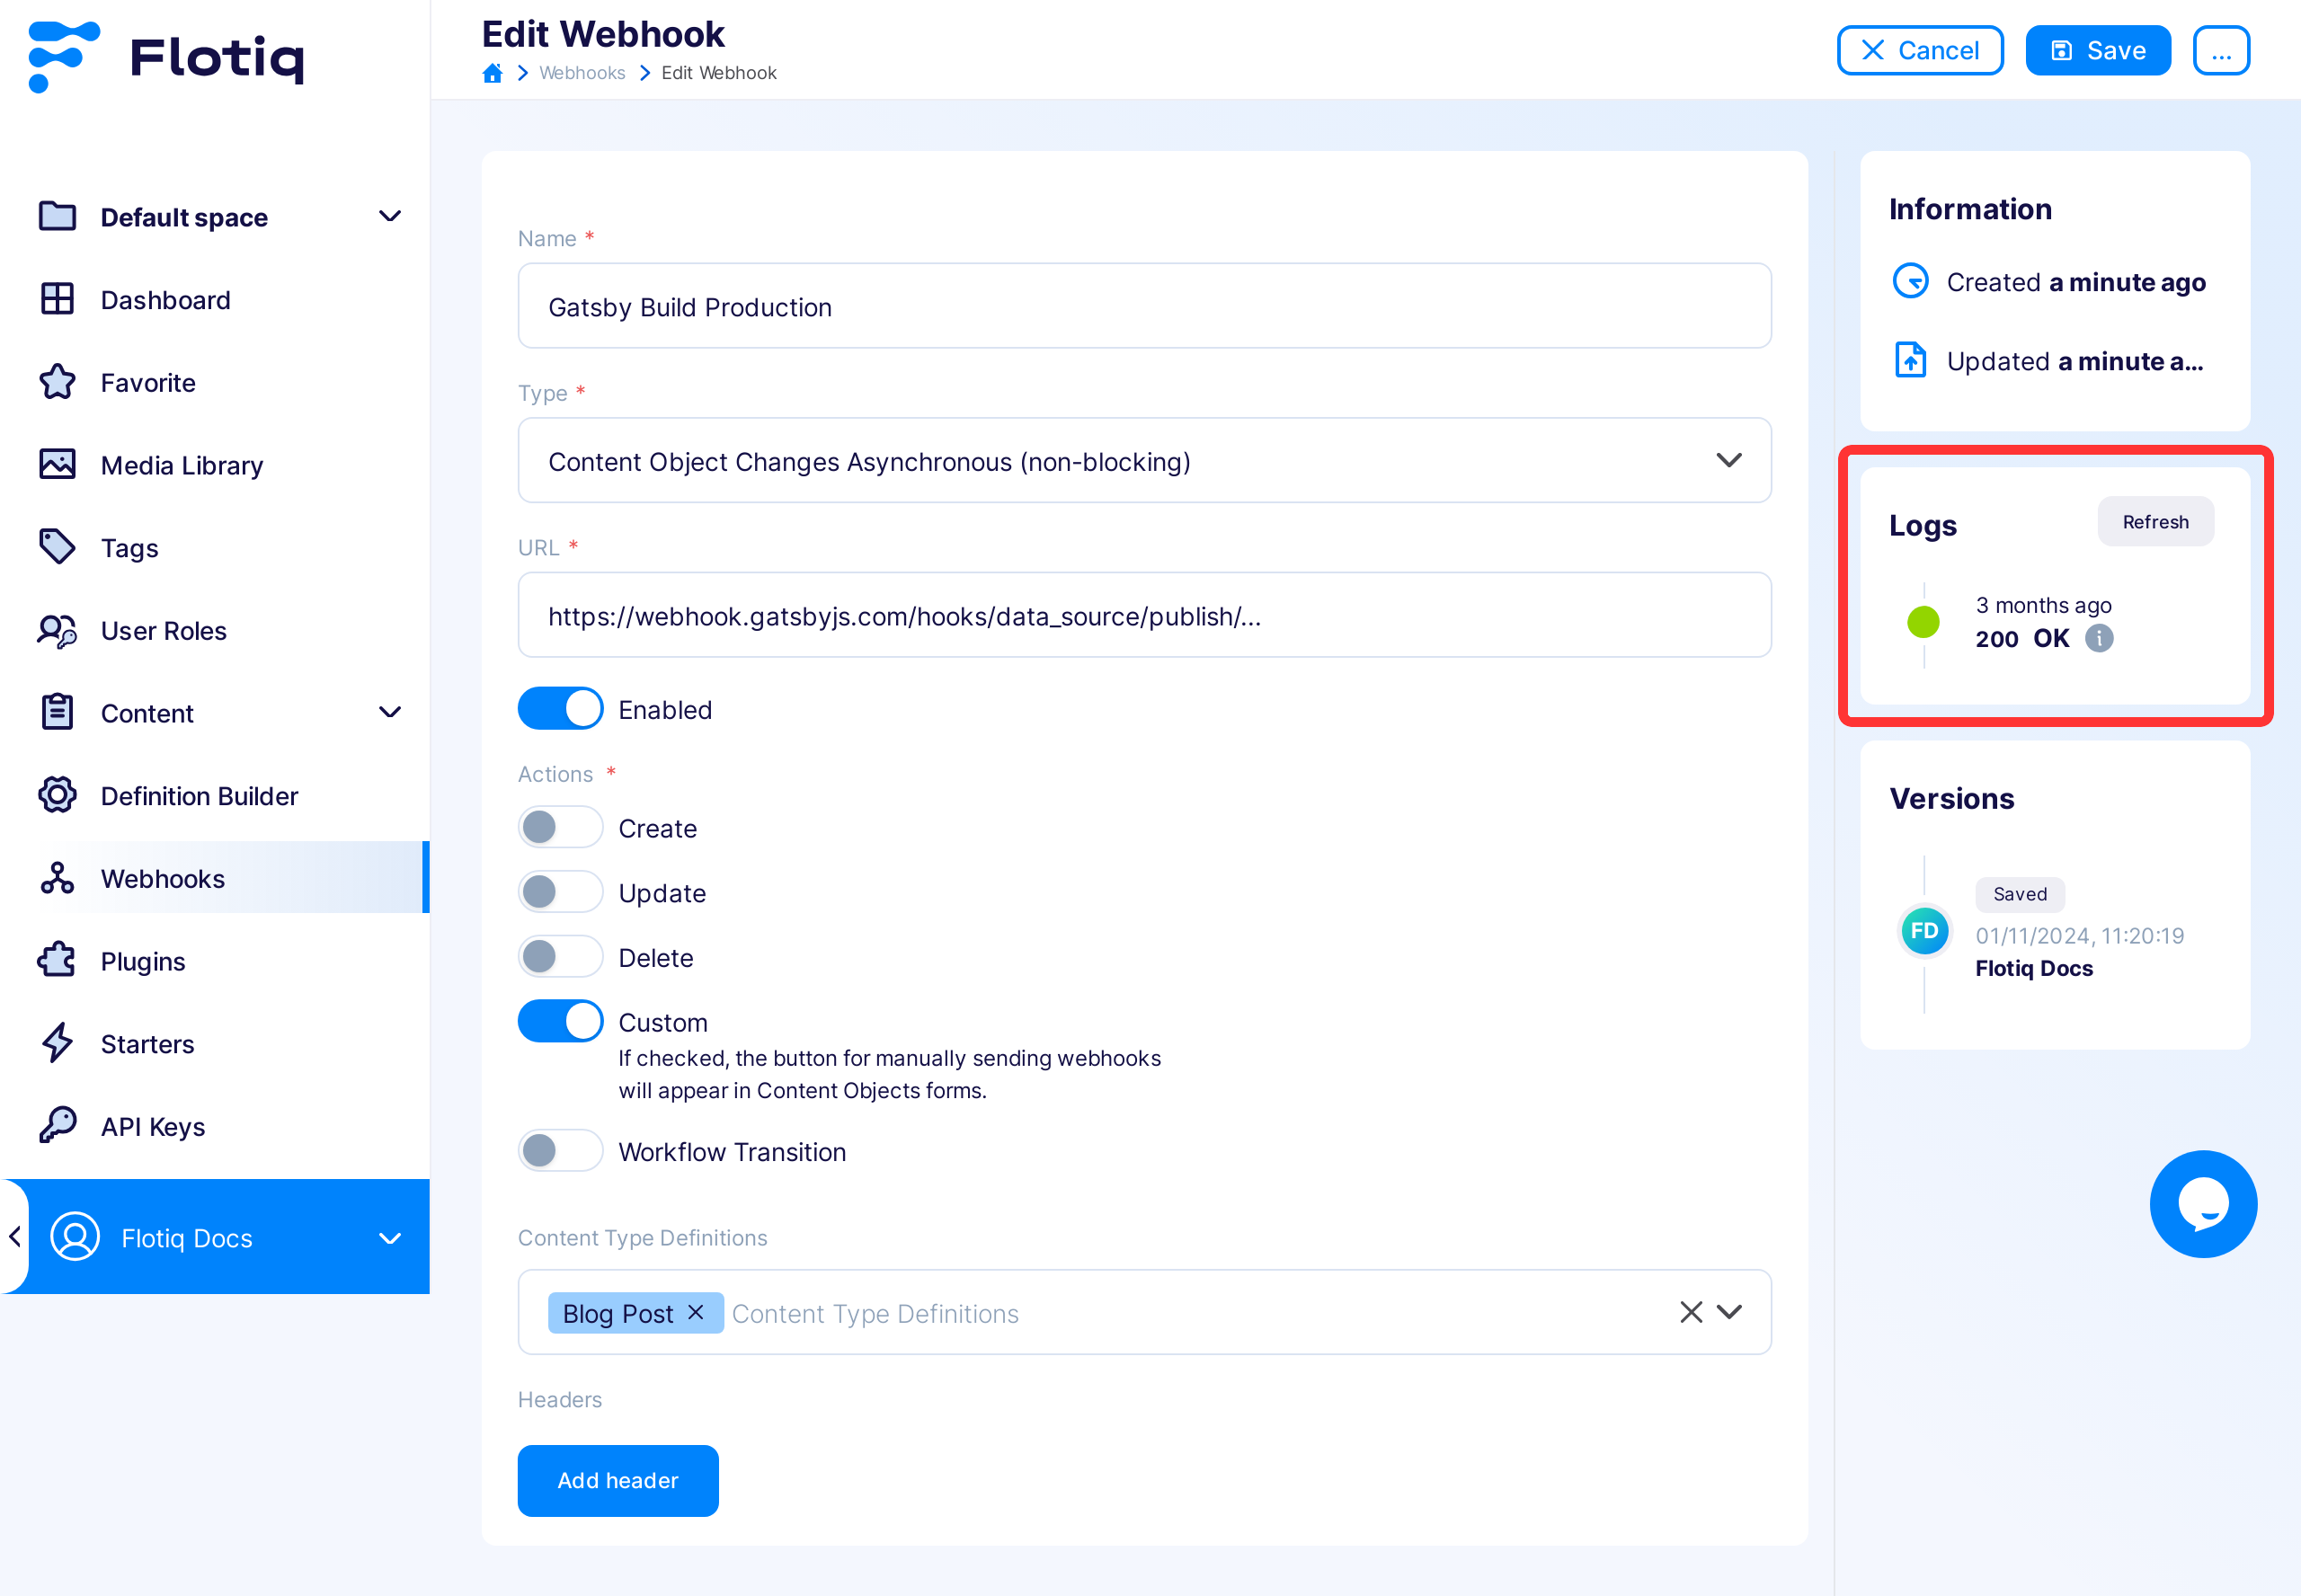 Flotiq
Default space
Dashboard
Favorite
Media Library
Tags
User Roles
Content
Definition Builder
Webhooks
Plugins
Starters
API Keys
Flotiq Docs
Edit Webhook
Webhooks
Edit Webhook
Cancel
Save
...
Name *
Gatsby Build Production
Type *
Content Object Changes Asynchronous (non-blocking)
URL *
https://webhook.gatsbyjs.com/hooks/data_source/publish/...
Enabled
Actions *
Create
Update
Delete
Custom
If checked, the button for manually sending webhooks
will appear in Content Objects forms.
Workflow Transition
Content Type Definitions
Blog Post Content Type Definitions
Headers
Add header
Information
Created a minute ago
Updated a minute a...
Logs
Refresh
3 months ago
200 OK i
Versions
Saved
FD
01/11/2024, 11:20:19
Flotiq Docs